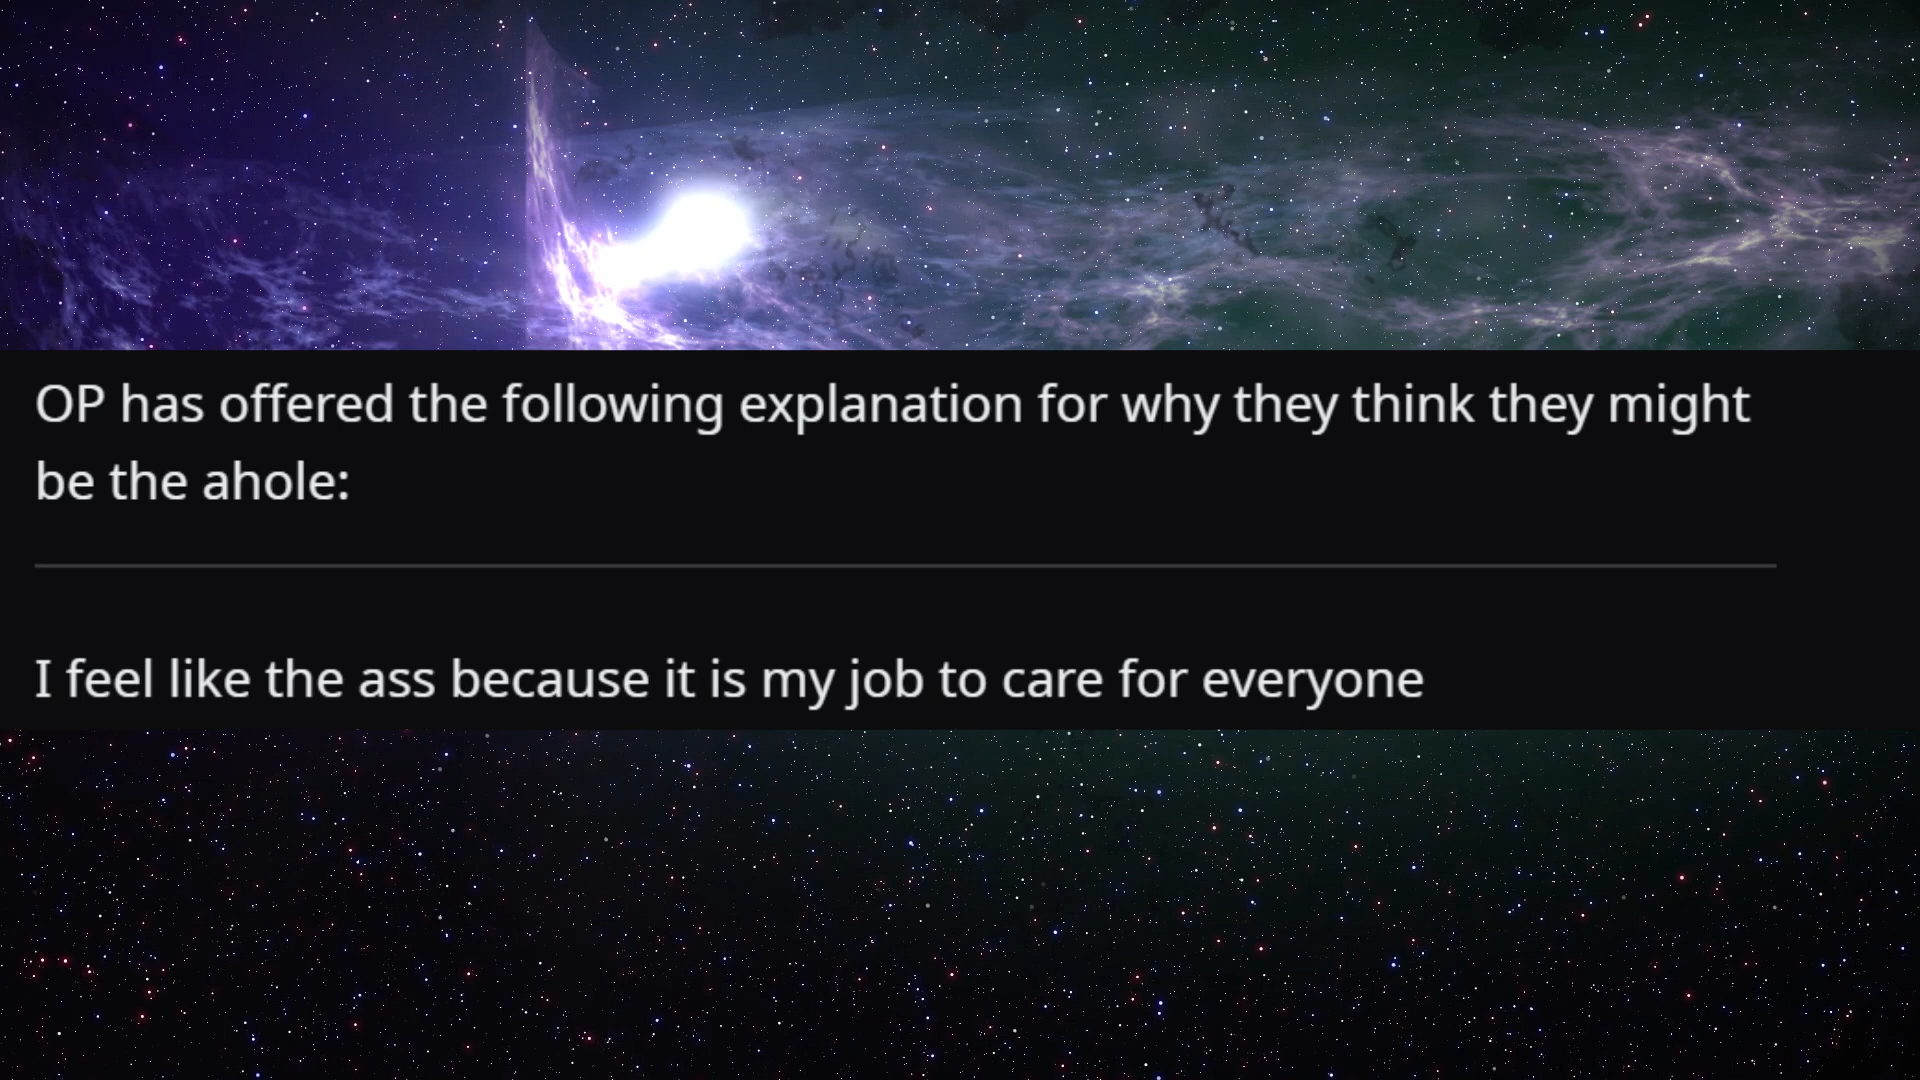 OP has offered the following explanation for why they think they might
be the ahole:
I feel like the ass because it is my job to care for everyone